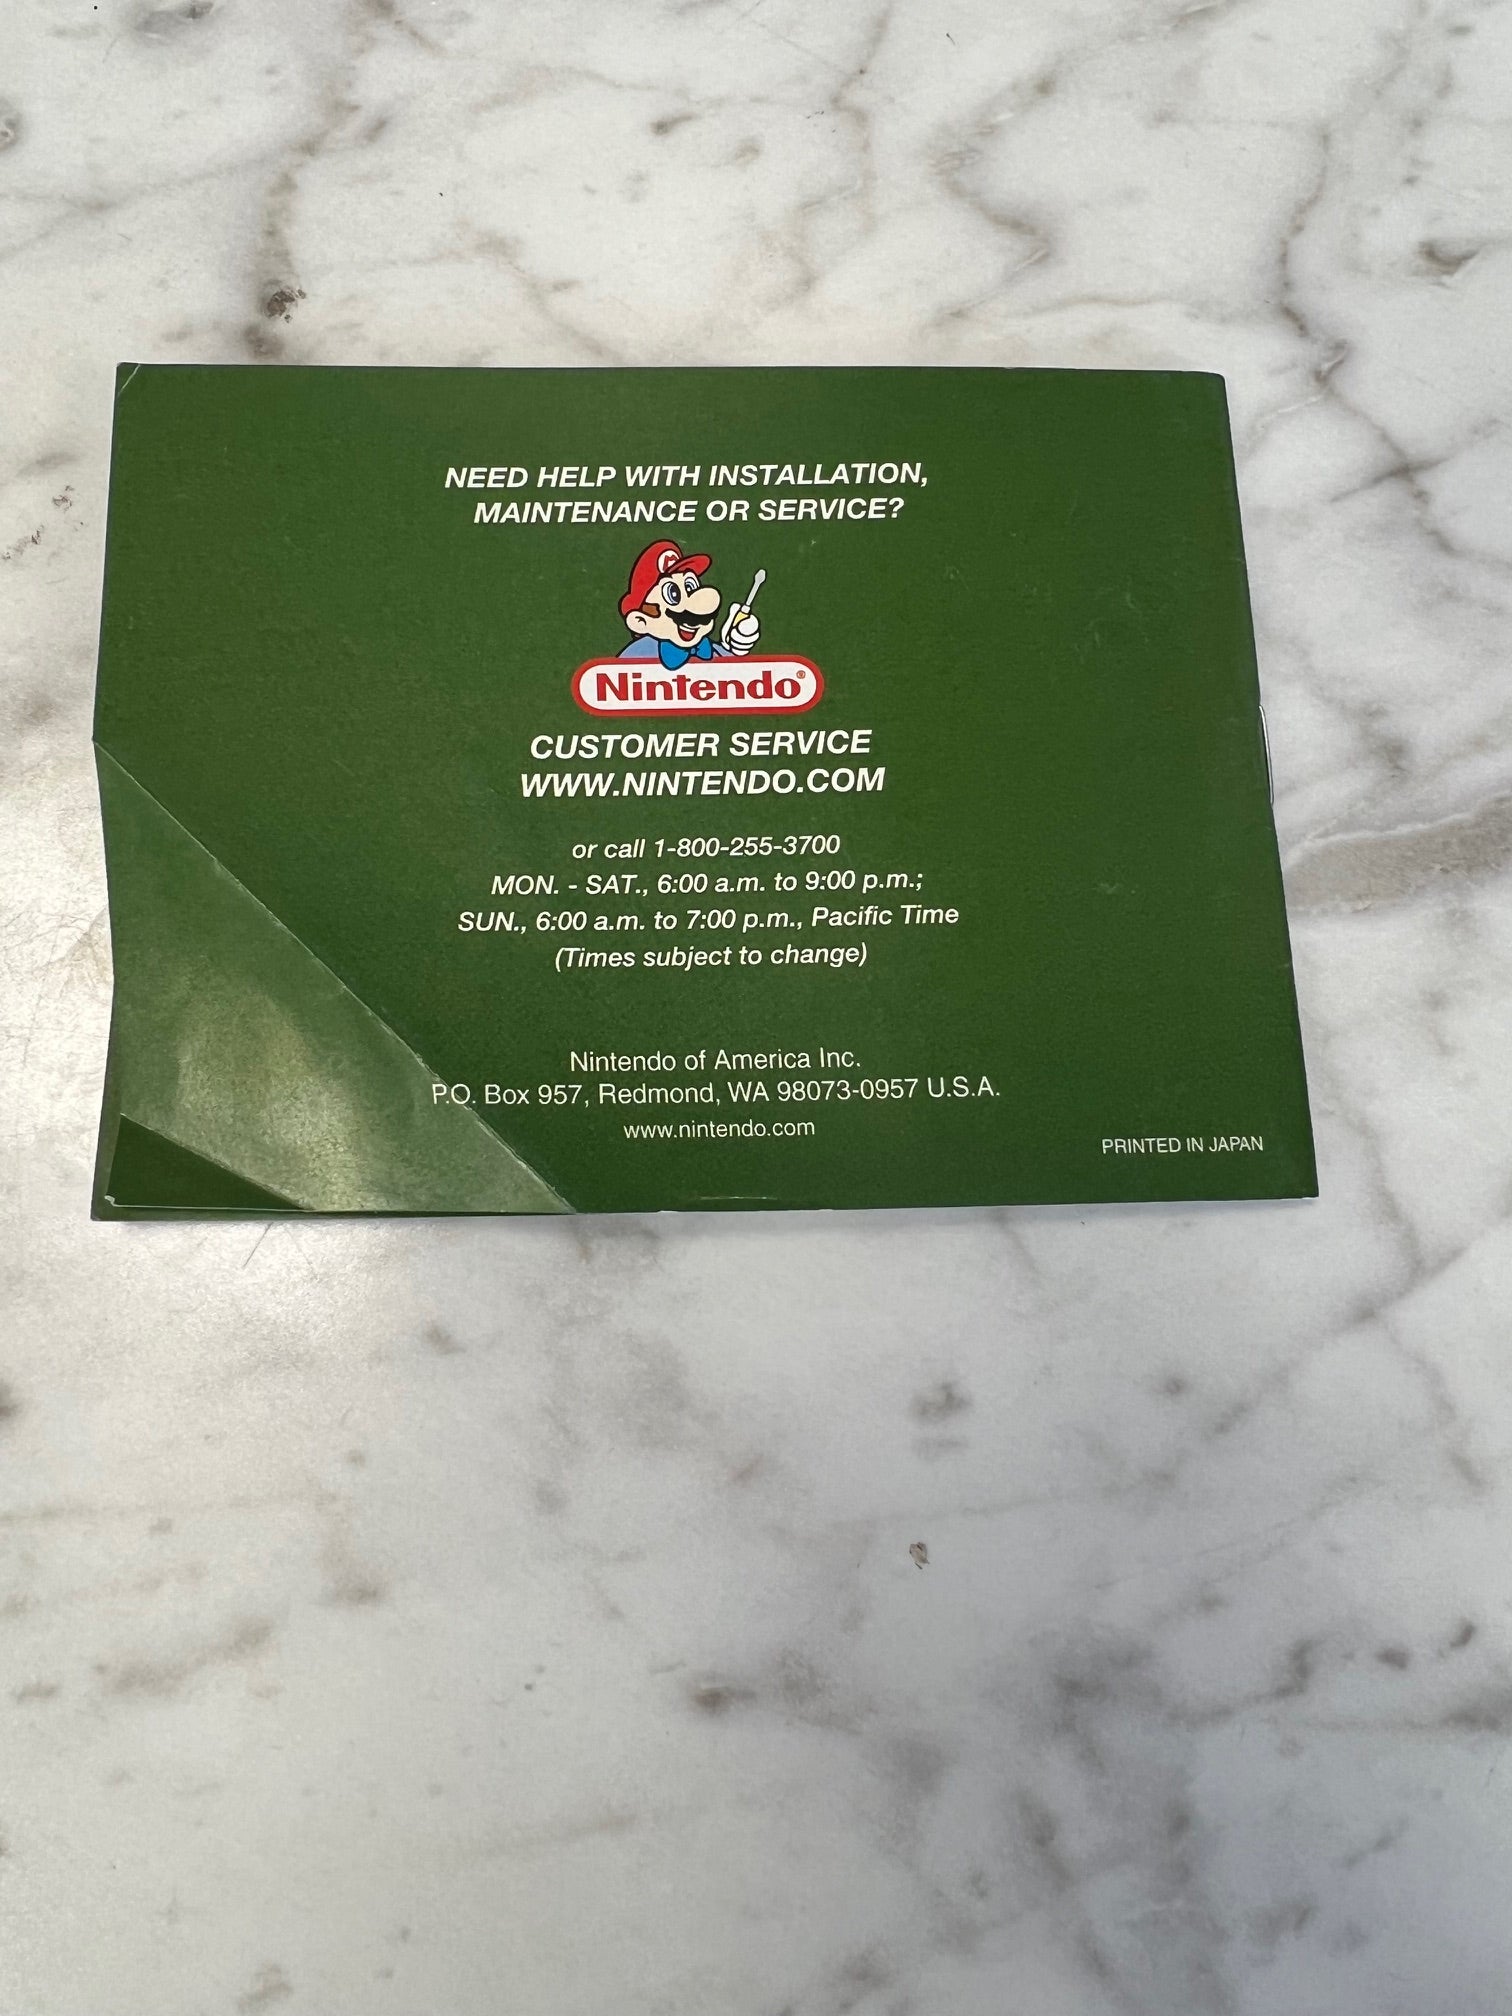 NEED HELP WITH INSTALLATION,
MAINTENANCE OR SERVICE?
M
Nintendo®
CUSTOMER SERVICE
WWW.NINTENDO.COM
or call 1-800-255-3700
MON. - SAT., 6:00 a.m. to 9:00 p.m.;
SUN., 6:00 a.m. to 7:00 p.m., Pacific Time
(Times subject to change)
Nintendo of America Inc.
P.O. Box 957, Redmond, WA 98073-0957 U.S.A.
www.nintendo.com
PRINTED IN JAPAN